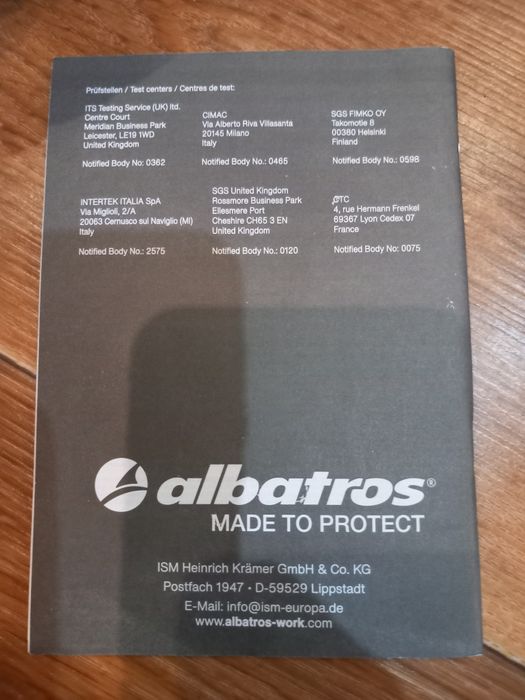 Prüfstellen / Test centers / Centres de test:
ITS Testing Service (UK) ltd.
Centre Court
Meridian Business Park
Leicester, LE19 1WD
United Kingdom
Notified Body No: 0362
CIMAC
Via Alberto Riva Villasanta
20145 Milano
Italy
Notified Body No.: 0465
SGS FIMKO OY
Takomotie 8
00380 Helsinki
Finland
Notified Body No.: 0598
INTERTEK ITALIA SpA
Via Miglioli, 2/A
20063 Cernusco sul Naviglio (MI)
Italy
Notified Body No.: 2575
SGS United Kingdom
Rossmore Business Park
Ellesmere Port
Cheshire CH65 3 EN
United Kingdom
Notified Body No.: 0120
CTC
4, rue Hermann Frenkel
69367 Lyon Cedex 07
France
Notified Body No: 0075
albatros®
MADE TO PROTECT
ISM Heinrich Krämer GmbH & Co. KG
Postfach 1947 • D-59529 Lippstadt
E-Mail: info@ism-europa.de
www.albatros-work.com